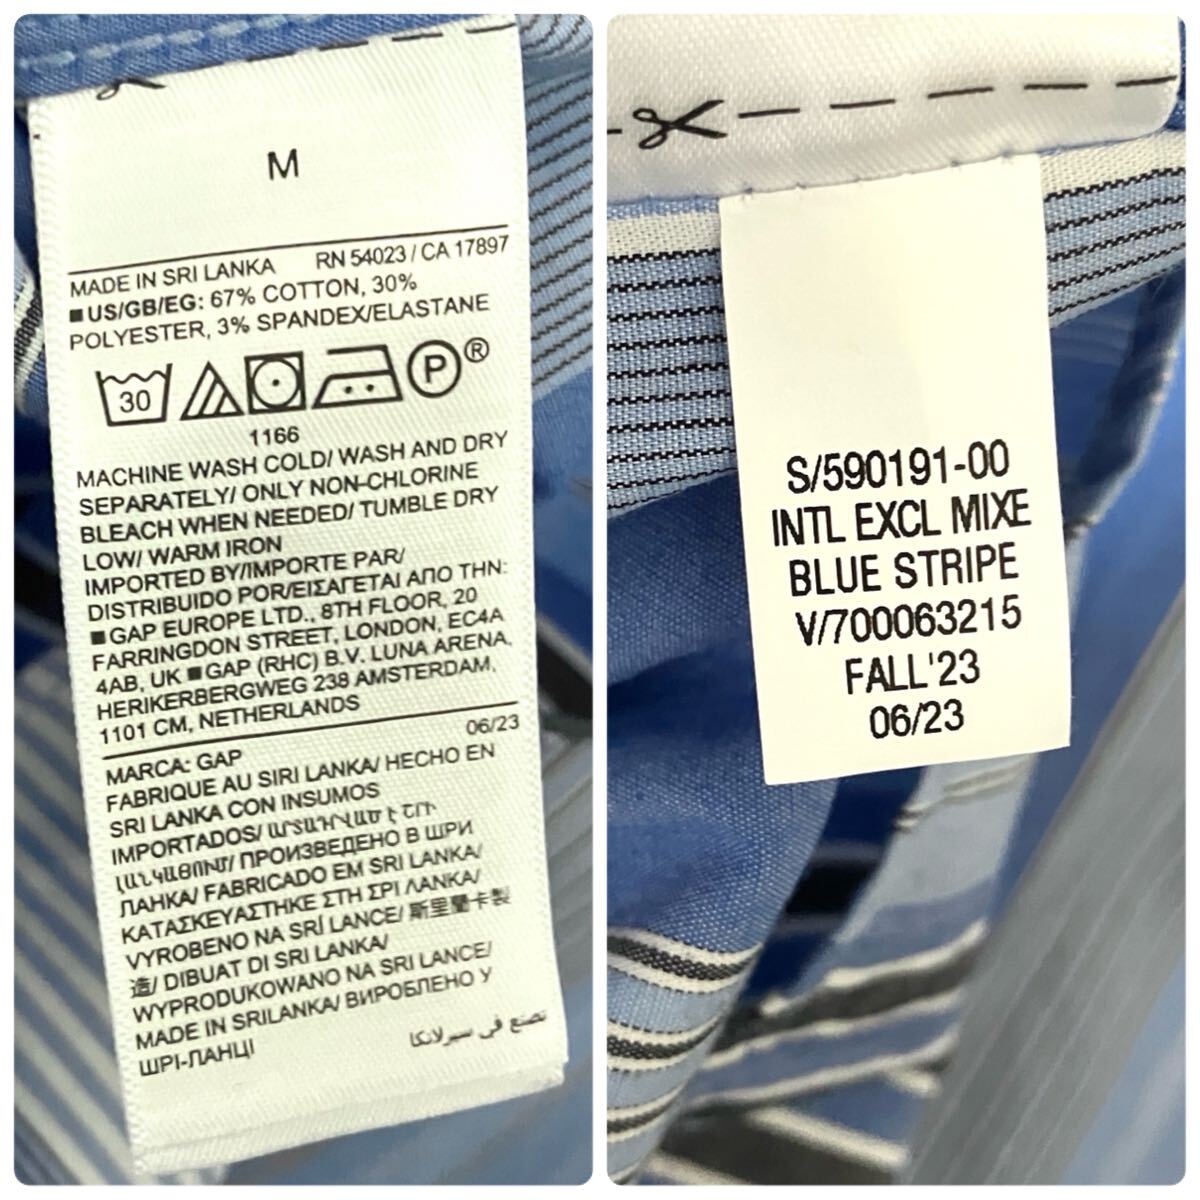 M
MADE IN SRI LANKA RN 54023 / CA 17897
■US/GB/EG: 67% COTTON, 30%
POLYESTER, 3% SPANDEX/ELASTANE
30 P ®
1166
MACHINE WASH COLD/ WASH AND DRY
SEPARATELY/ ONLY NON-CHLORINE
BLEACH WHEN NEEDED/ TUMBLE DRY
LOW/ WARM IRON
IMPORTED BY/IMPORTE PAR/
DISTRIBUIDO POR/ΕΙΣΑΓΕΤΑΙ ΑΠΟ ΤΗΝ:
■GAP EUROPE LTD., 8TH FLOOR, 20
FARRINGDON STREET, LONDON, EC4A
4AB, UK ■GAP (RHC) B.V. LUNA ARENA,
HERIKERBERGWEG 238 AMSTERDAM,
1101 CM, NETHERLANDS
06/23
MARCA: GAP
FABRIQUE AU SIRI LANKA/ HECHO EN
SRI LANKA CON INSUMOS
IMPORTADOS/ ԱՐՏԱԴՎԱԾ Է ՇՐԻ
ԼԱՆԿԱՅՈՒՄ/ ПРОИЗВЕДЕНО В ШРИ
ЛАНКА/ FABRICADO EM SRI LANKA/
ΚΑΤΑΣΚΕΥΑΣΤΗΚΕ ΣΤΗ ΣΡΙ ΛΑΝΚΑ/
VYROBENO NA SRÍ LANCE/ 斯里蘭卡製
造/ DIBUAT DI SRI LANKA/
WYPRODUKOWANO NA SRI LANCE/
MADE IN SRILANKA/ ВИРОБЛЕНО У
ШРІ-ЛАНЦІ
تصنع في سيرلانكا
S/590191-00
INTL EXCL MIXE
BLUE STRIPE
V/700063215
FALL'23
06/23